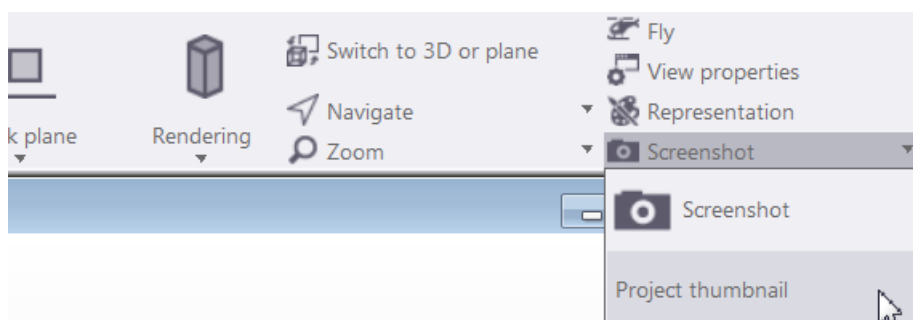 Fly
Switch to 3D or plane
View properties
Navigate
Representation
k plane
Rendering
Zoom
Screenshot
Screenshot
Project thumbnail